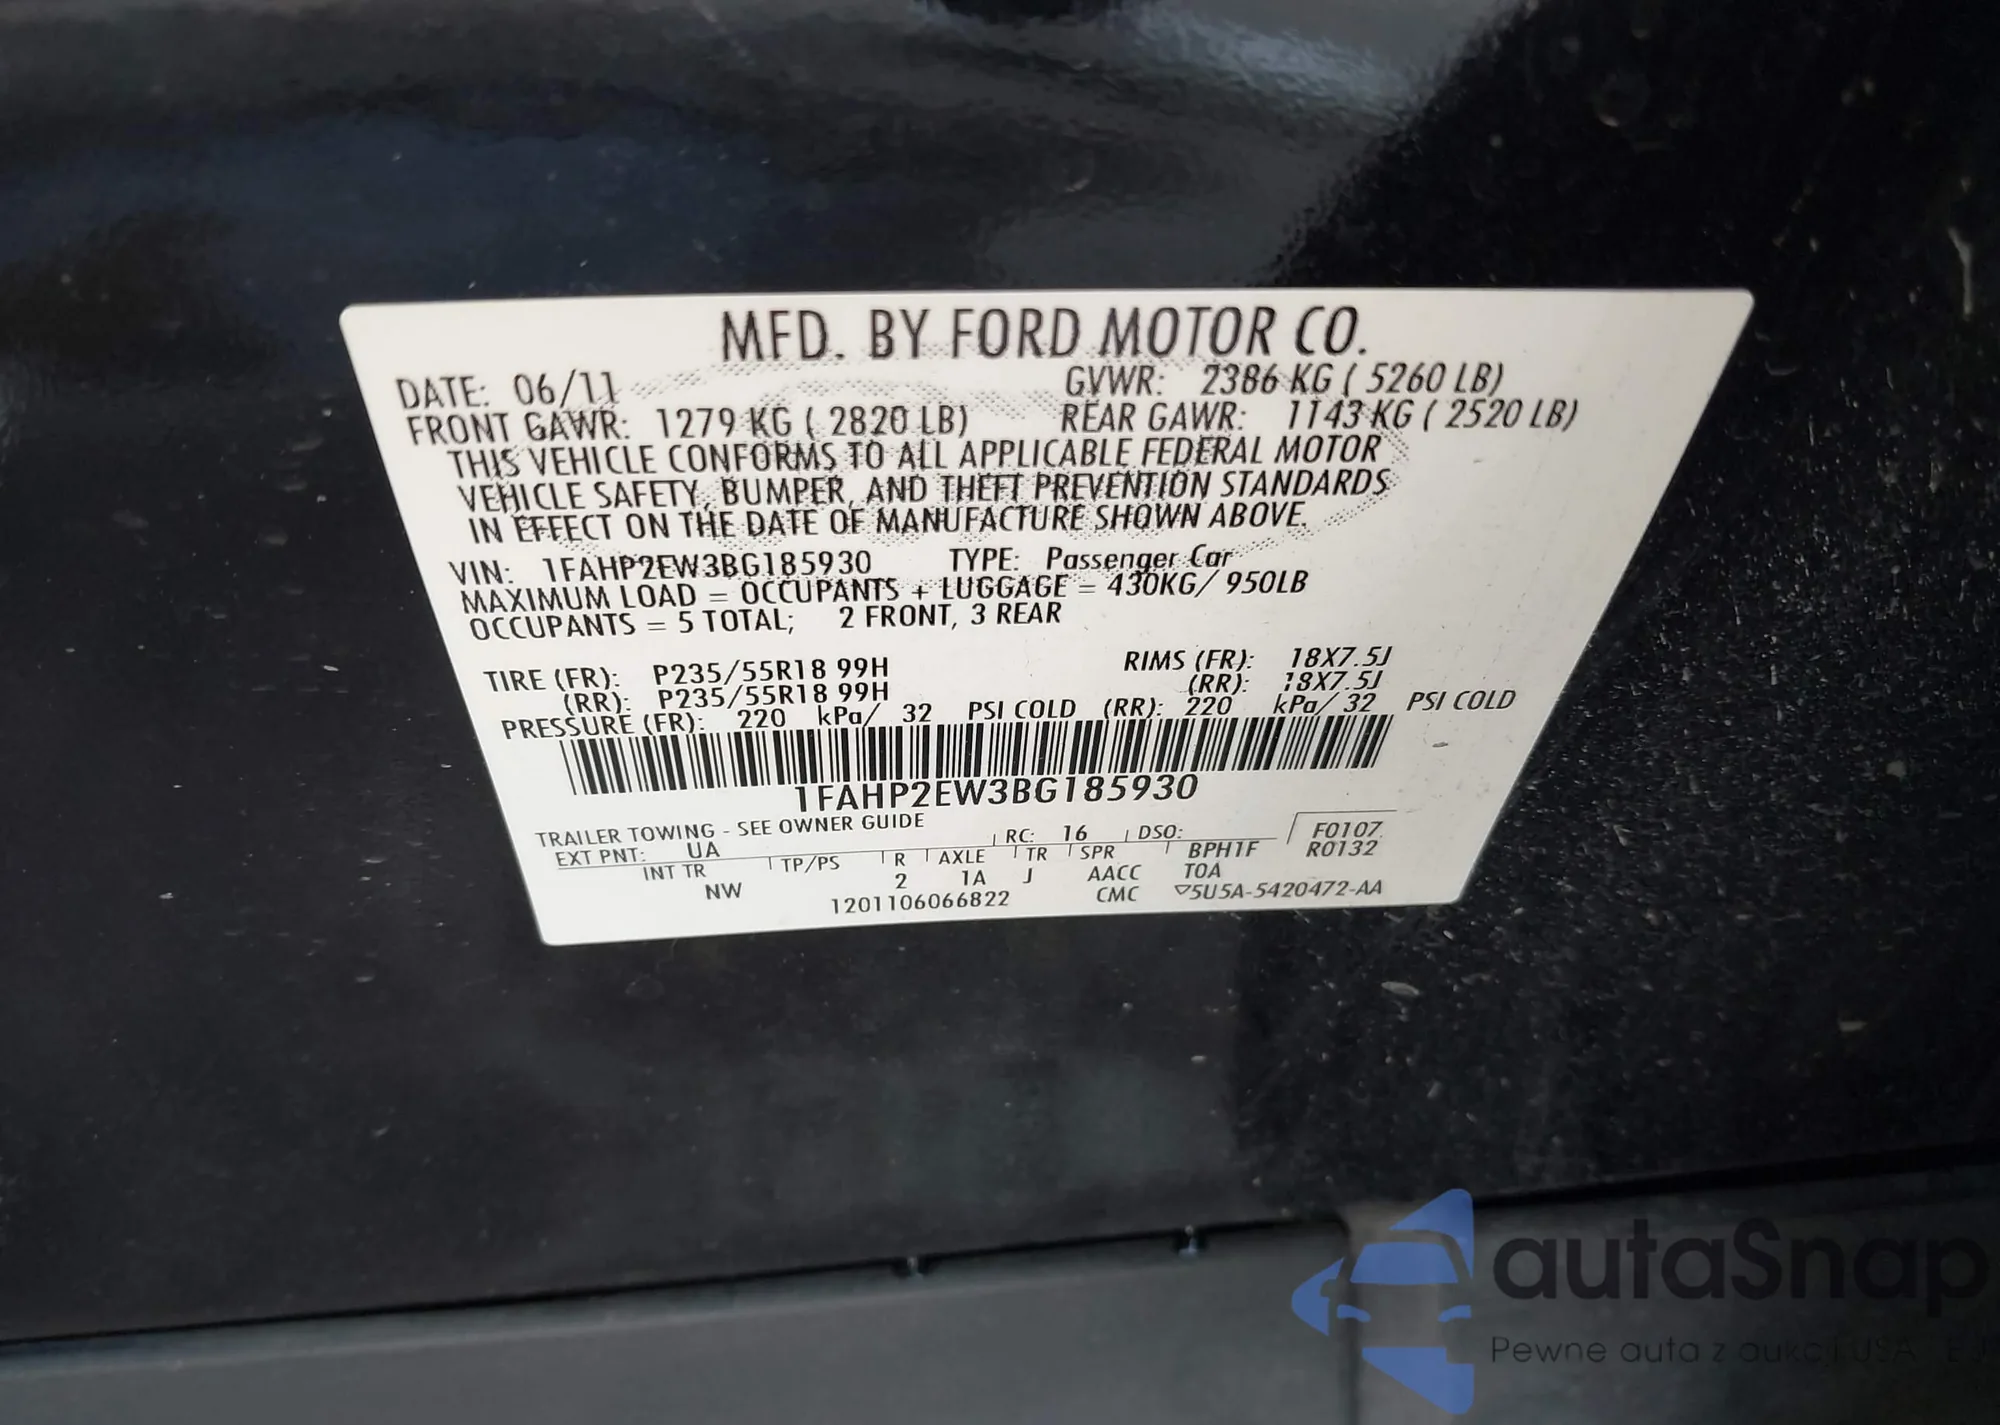 MFD. BY FORD MOTOR CO.
DATE: 06/11 GVWR: 2386 KG ( 5260 LB)
FRONT GAWR: 1279 KG ( 2820 LB) REAR GAWR: 1143 KG ( 2520 LB)
THIS VEHICLE CONFORMS TO ALL APPLICABLE FEDERAL MOTOR
VEHICLE SAFETY, BUMPER, AND THEFT PREVENTION STANDARDS
IN EFFECT ON THE DATE OF MANUFACTURE SHOWN ABOVE.
VIN: 1FAHP2EW3BG185930 TYPE: Passenger Car
MAXIMUM LOAD = OCCUPANTS + LUGGAGE = 430KG/ 950LB
OCCUPANTS = 5 TOTAL; 2 FRONT, 3 REAR
TIRE (FR): P235/55R18 99H RIMS (FR): 18X7.5J
(RR): P235/55R18 99H (RR): 18X7.5J
PRESSURE (FR): 220 kPa/ 32 PSI COLD (RR): 220 kPa/ 32 PSI COLD
1FAHP2EW3BG185930
TRAILER TOWING - SEE OWNER GUIDE RC: 16 DSO: F0107
EXT PNT: UA R0132
INT TR TP/PS R AXLE TR SPR BPH1F
NW 2 1A J AACC TOA
1201106066822 CMC ▽5U5A-5420472-AA
autaSnap
Pewne auta z aukcji USA